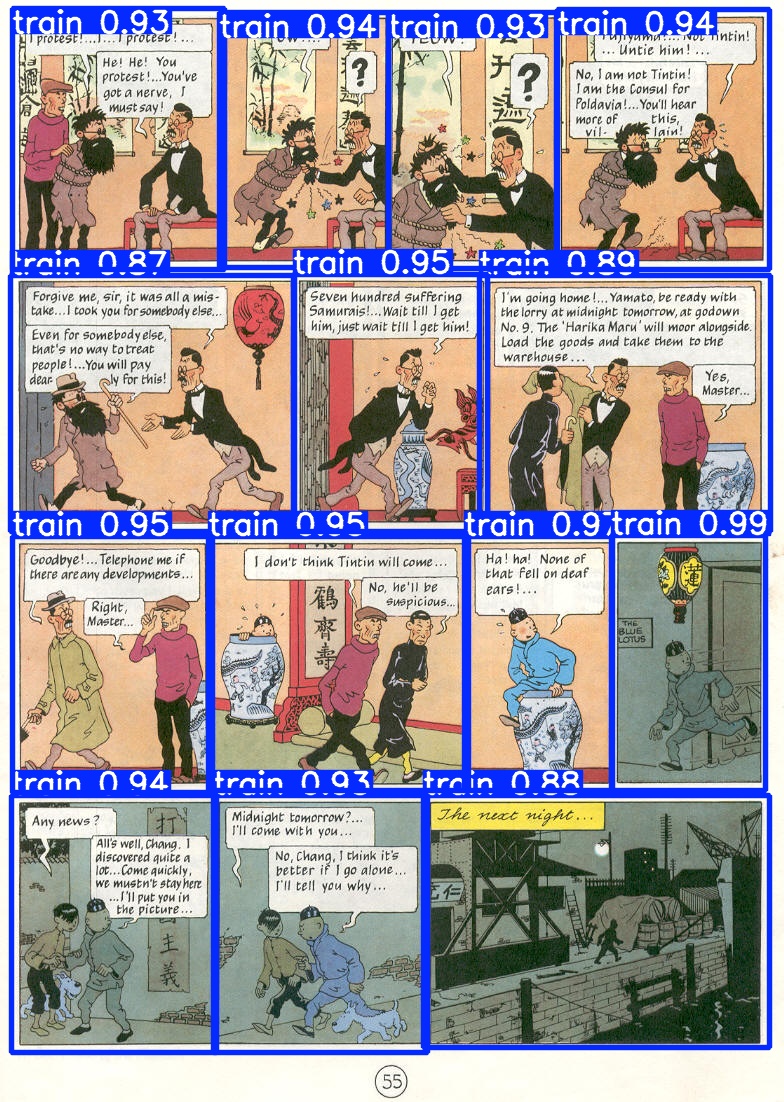 train 0.93
I protest!...I... I protest!...
He! He! You
protest!...You've
got a nerve, I
must say!
train 0.94
?
train 0.93
?
train 0.94
Not Tintin!
... Untie him! ...
No, I am not Tintin!
I am the Consul for
Poldavia!...You'll hear
more of this,
vil- lain!
train 0.87
Forgive me, sir, it was all a mis-
take...I took you for somebody else...
Even for somebody else,
that's no way to treat
people!...You will pay
dear ly for this!
train 0.95
Seven hundred suffering
Samurais!...Wait till I get
him, just wait till I get him!
train 0.89
I'm going home!...Yamato, be ready with
the lorry at midnight tomorrow, at godown
No. 9. The 'Harika Maru' will moor alongside.
Load the goods and take them to the
warehouse...
Yes,
Master...
train 0.95
Goodbye!...Telephone me if
there are any developments...
Right,
Master...
train 0.95
I don't think Tintin will come...
No, he'll be
suspicious...
鶴
齊
壽
train 0.97
Ha! ha! None of
that fell on deaf
ears!...
train 0.99
蓮
THE
BLUE
LOTUS
train 0.94
Any news?
All's well, Chang. I
discovered quite a
lot...Come quickly,
we mustn't stay here
...I'll put you in
the picture...
打
國
主
義
train 0.93
Midnight tomorrow?...
I'll come with you...
No, Chang, I think it's
better if I go alone...
I'll tell you why...
train 0.88
The next night...
仁
55